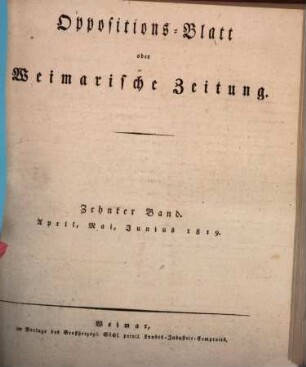 Oppositions-Blatt
oder
Weimarische Zeitung.
Zehnter Band.
April, Mai, Junius 1819.
Weimar,
im Verlage des Großherzogl. Sächs. privil. Landes-Industrie-Comptoirs.